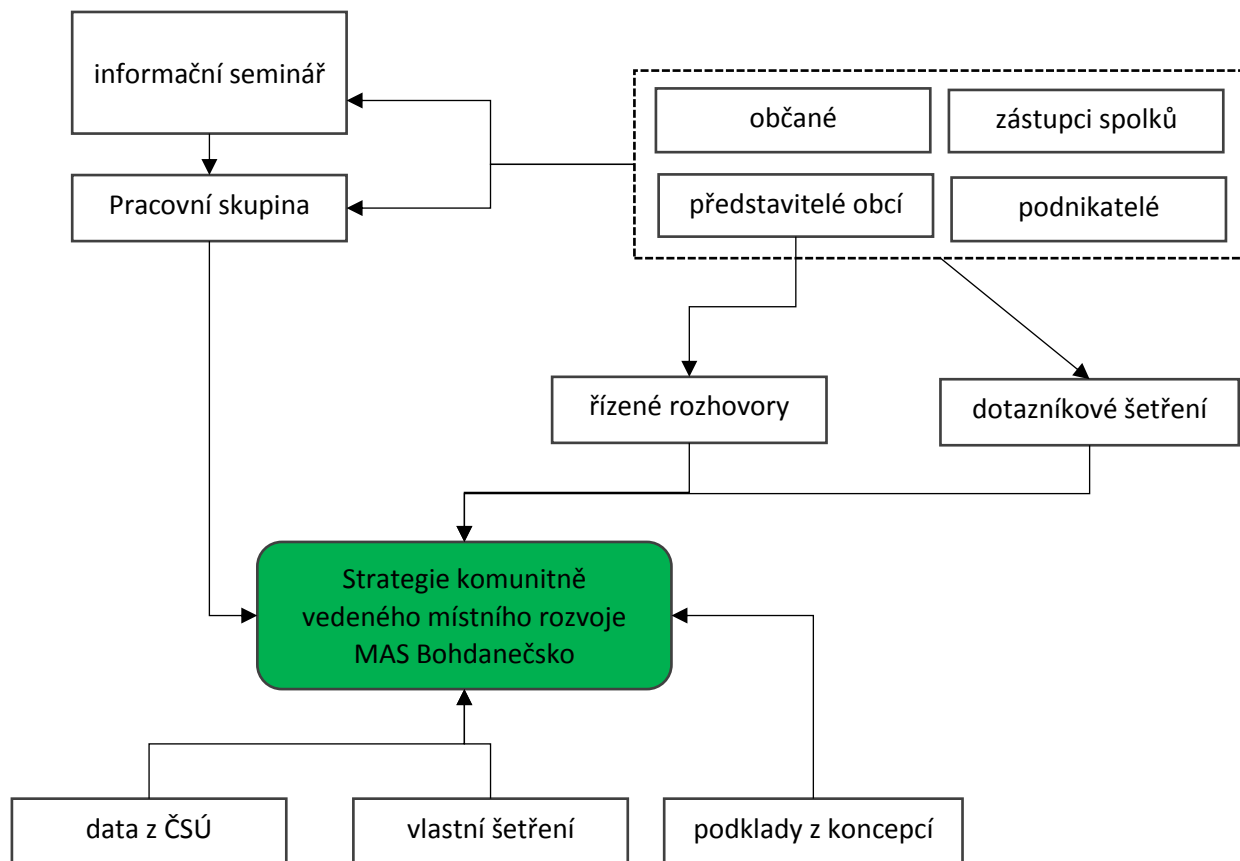 informační seminář
občané
zástupci spolků
Pracovní skupina
představitelé obcí
podnikatelé
řízené rozhovory
dotazníkové šetření
Strategie komunitně
vedeného místního rozvoje
MAS Bohdanečsko
data z ČSÚ
vlastní šetření
podklady z koncepcí